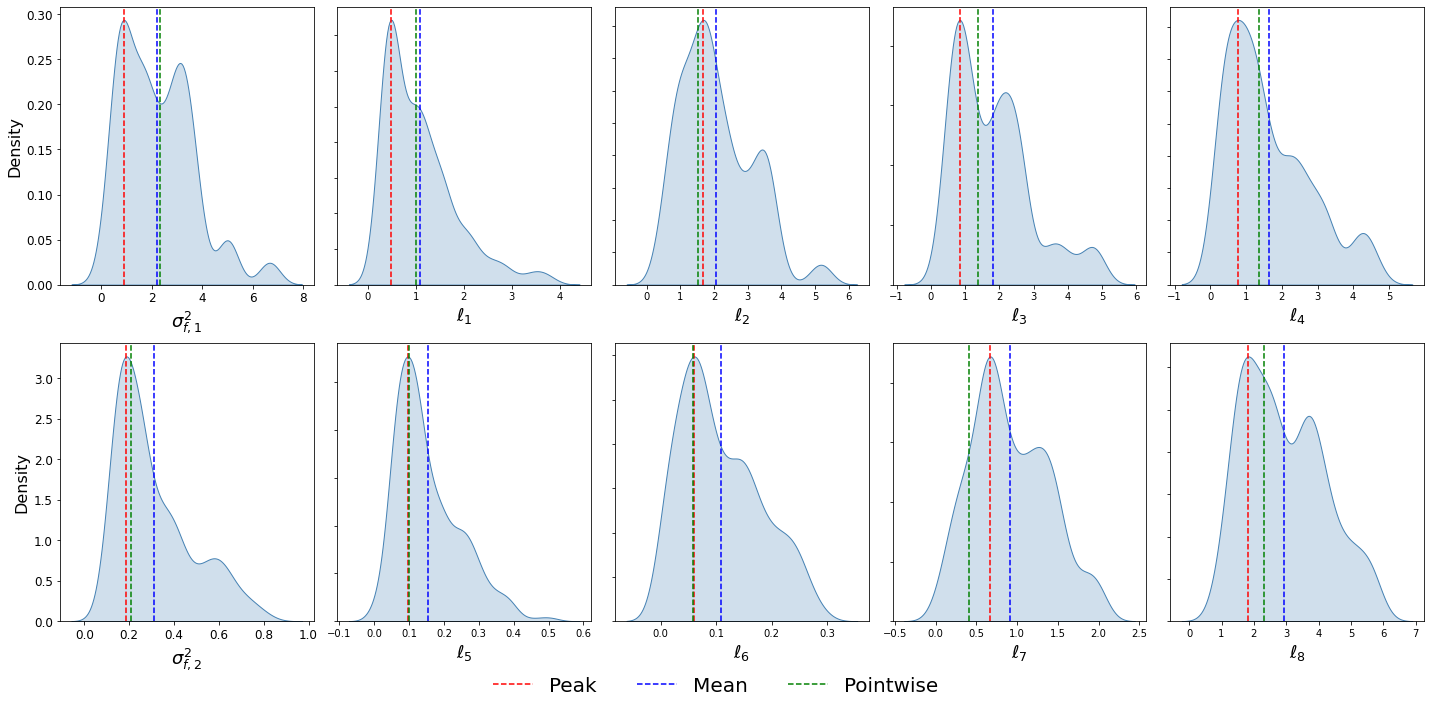 0.30
0.25
0.20
0.15
0.10
0.05
0.00
Density
0 2 4 6 8
σ²f,1
0 1 2 3 4
ℓ1
0 1 2 3 4 5 6
ℓ2
−1 0 1 2 3 4 5 6
ℓ3
−1 0 1 2 3 4 5
ℓ4
3.0
2.5
2.0
1.5
1.0
0.5
0.0
Density
0.0 0.2 0.4 0.6 0.8 1.0
σ²f,2
−0.1 0.0 0.1 0.2 0.3 0.4 0.5 0.6
ℓ5
0.0 0.1 0.2 0.3
ℓ6
−0.5 0.0 0.5 1.0 1.5 2.0 2.5
ℓ7
0 1 2 3 4 5 6 7
ℓ8
Peak Mean Pointwise